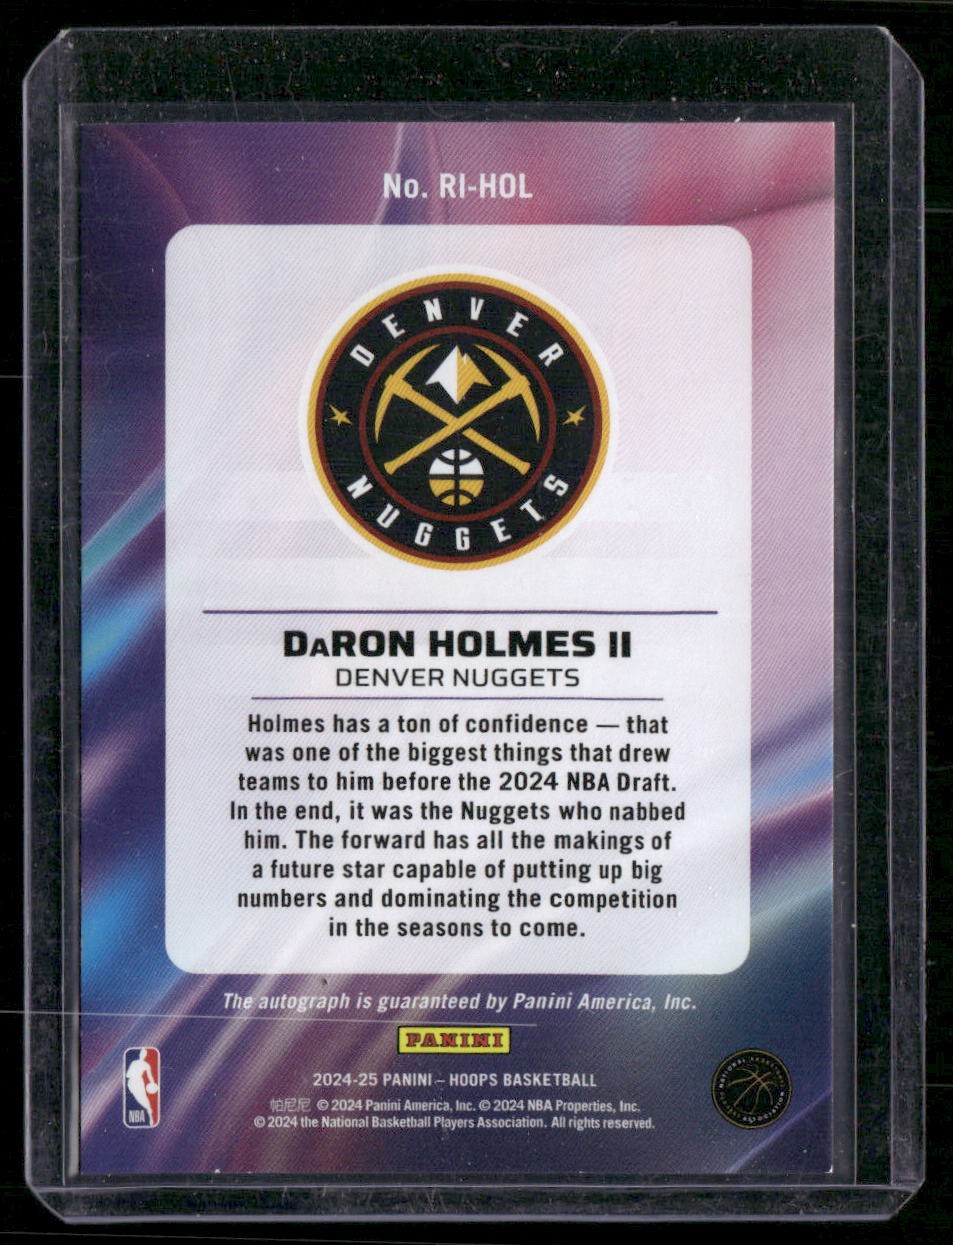 No. RI-HOL
DENVER
NUGGETS
DaRON HOLMES II
DENVER NUGGETS
Holmes has a ton of confidence — that
was one of the biggest things that drew
teams to him before the 2024 NBA Draft.
In the end, it was the Nuggets who nabbed
him. The forward has all the makings of
a future star capable of putting up big
numbers and dominating the competition
in the seasons to come.
The autograph is guaranteed by Panini America, Inc.
PANINI
NBA
2024-25 PANINI – HOOPS BASKETBALL
帕尼尼 © 2024 Panini America, Inc. © 2024 NBA Properties, Inc.
© 2024 the National Basketball Players Association. All rights reserved.